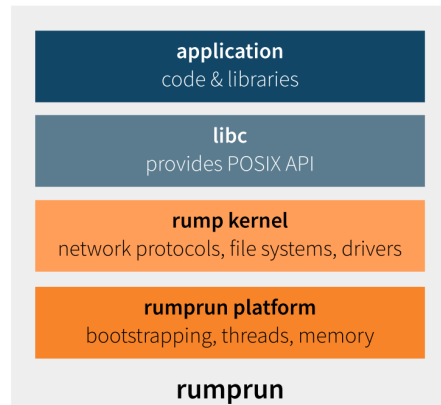 application
code & libraries
libc
provides POSIX API
rump kernel
network protocols, file systems, drivers
rumprun platform
bootstrapping, threads, memory
rumprun